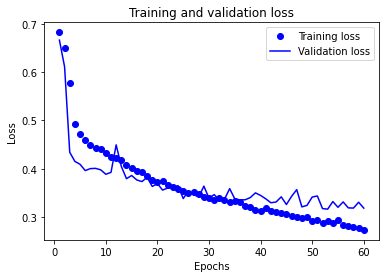 Training and validation loss
Training loss
Validation loss
Loss
0.7
0.6
0.5
0.4
0.3
0 10 20 30 40 50 60
Epochs